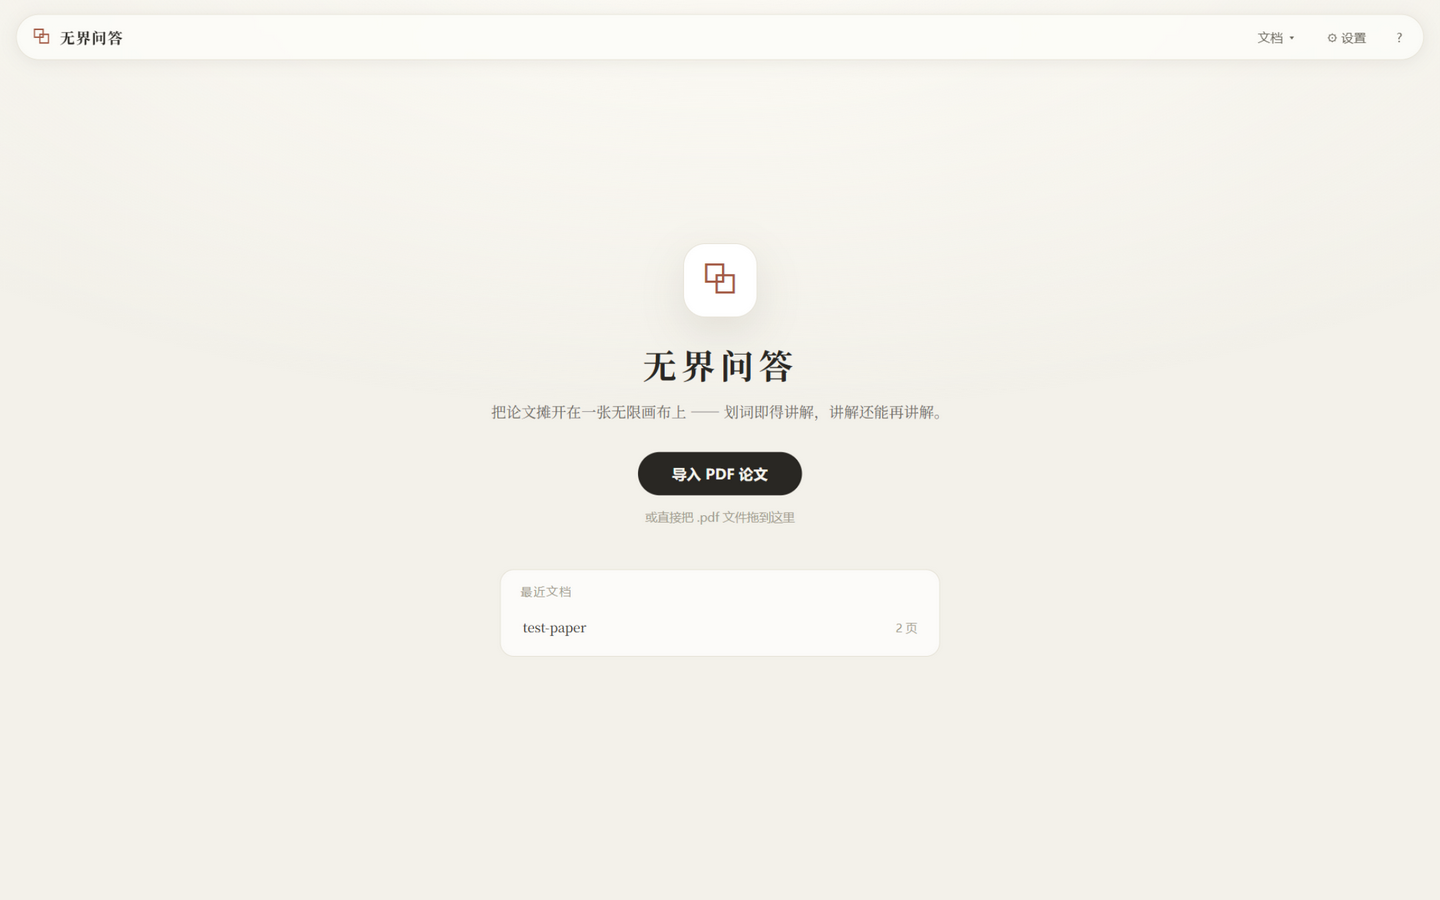 无界问答
文档 ▾ ⚙ 设置 ?
无界问答
把论文摊开在一张无限画布上 —— 划词即得讲解，讲解还能再讲解。
导入 PDF 论文
或直接把 .pdf 文件拖到这里
最近文档
test-paper 2 页